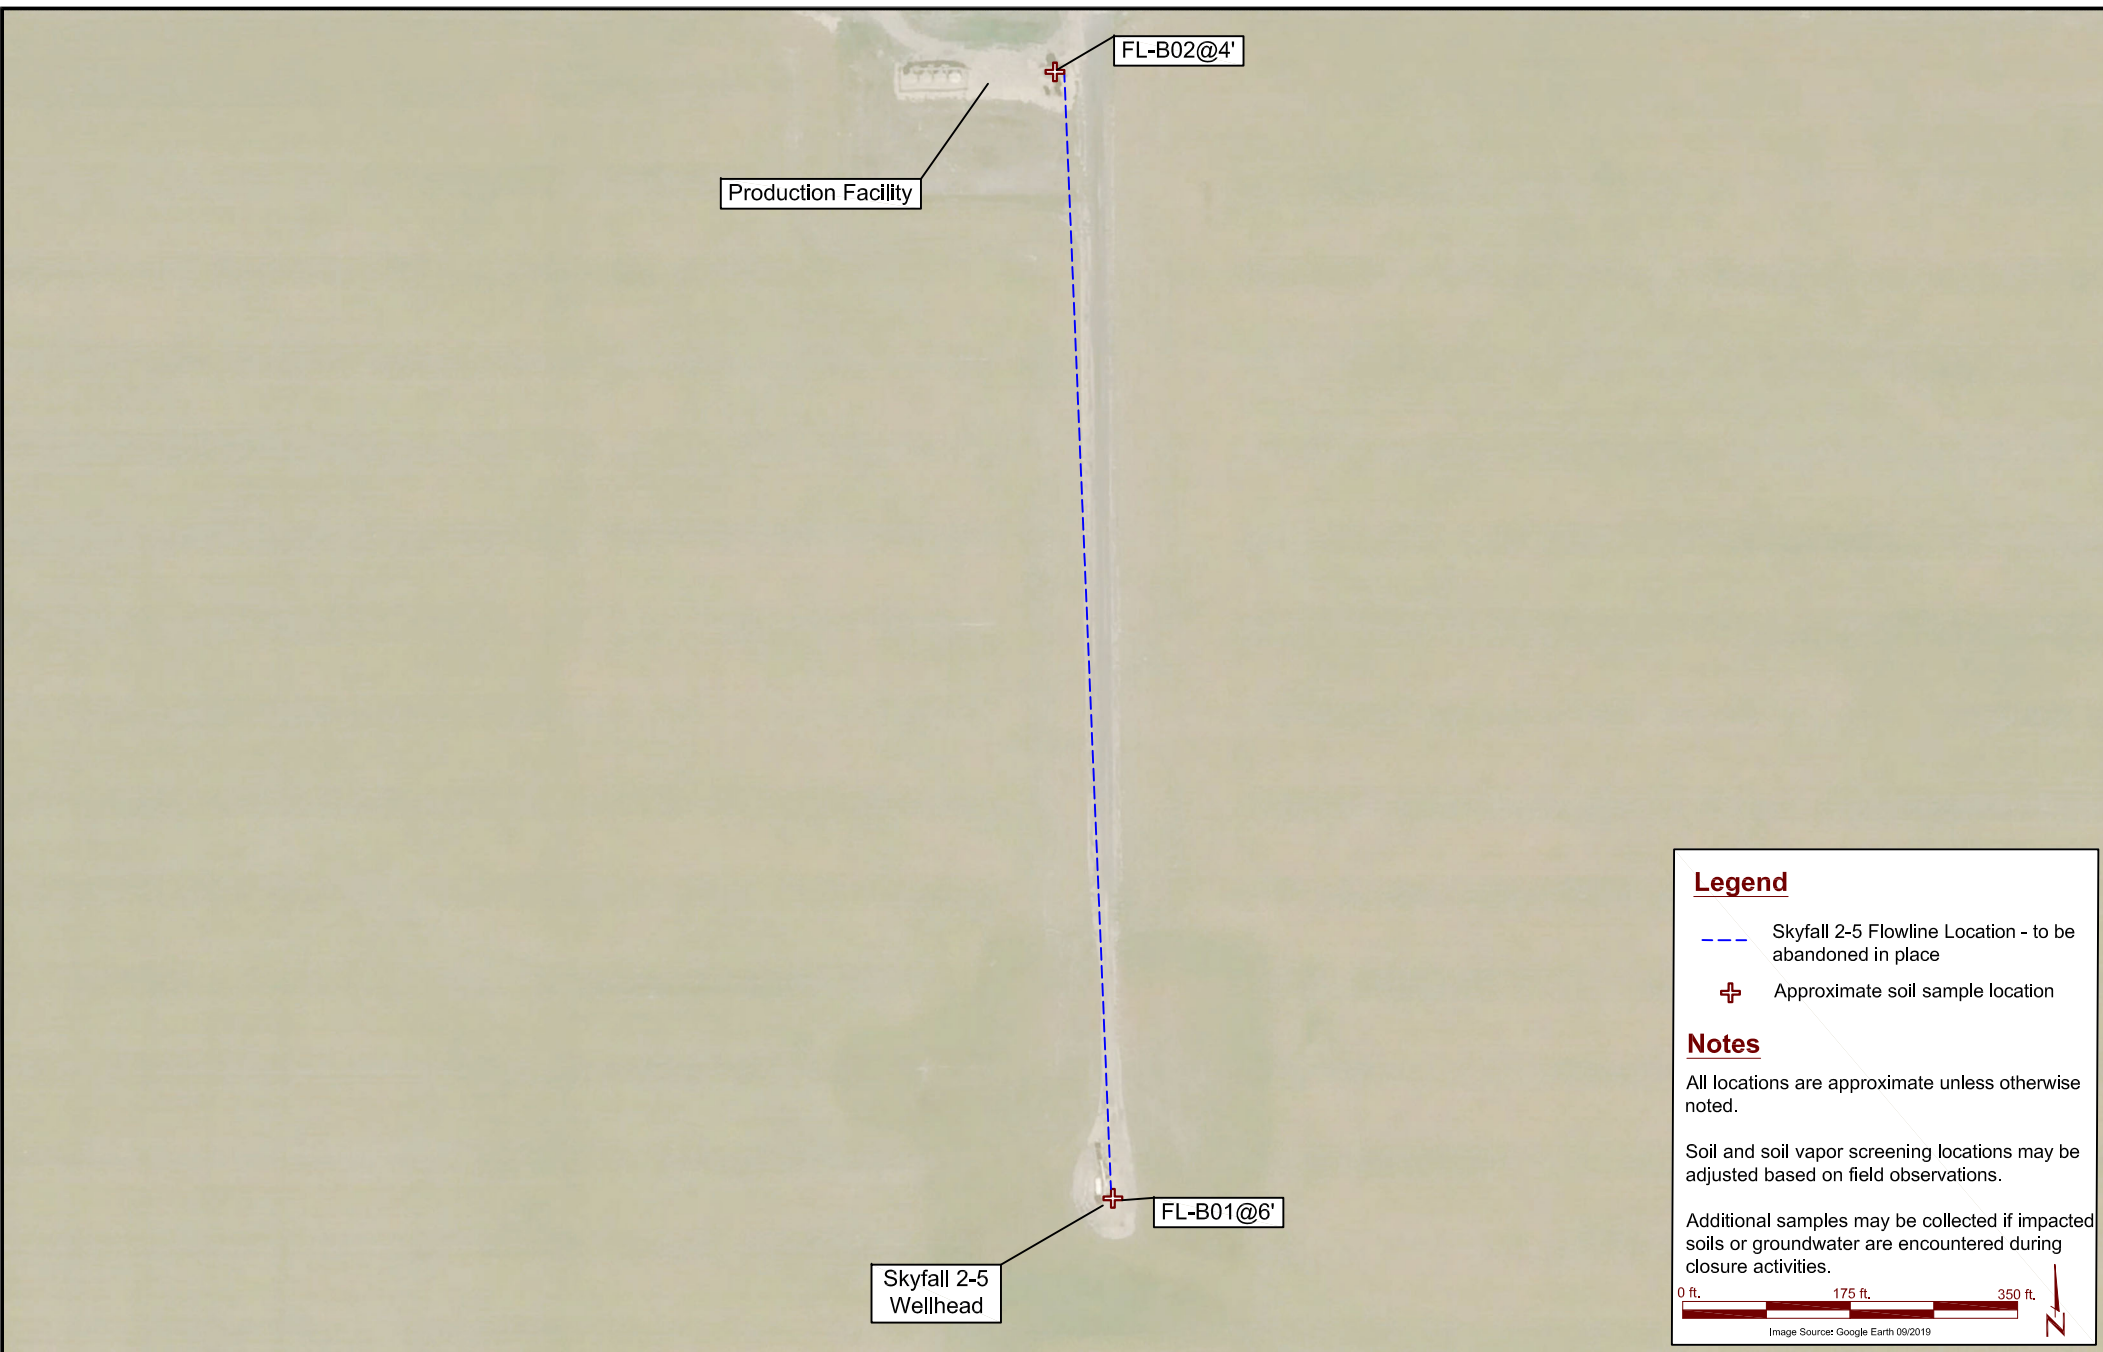 FL-B02@4'
Production Facility
FL-B01@6'
Skyfall 2-5
Wellhead
Legend
Skyfall 2-5 Flowline Location - to be
abandoned in place
Approximate soil sample location
Notes
All locations are approximate unless otherwise
noted.
Soil and soil vapor screening locations may be
adjusted based on field observations.
Additional samples may be collected if impacted
soils or groundwater are encountered during
closure activities.
0 ft. 175 ft. 350 ft.
Image Source: Google Earth 09/2019
N